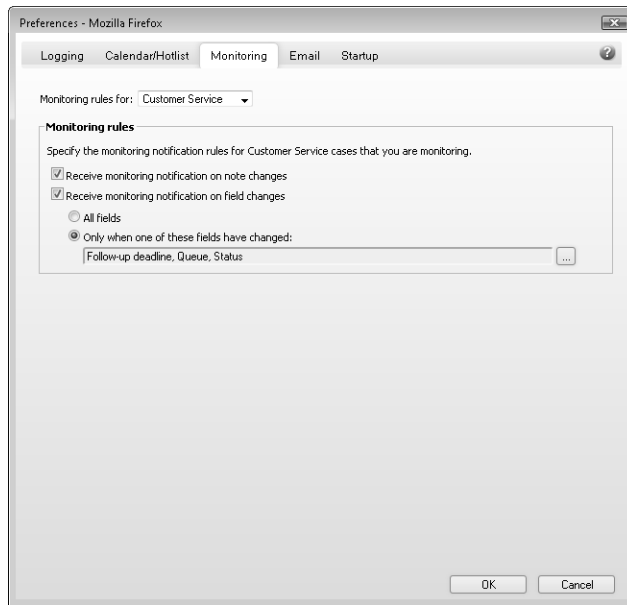 Preferences - Mozilla Firefox
Logging Calendar/Hotlist Monitoring Email Startup ?
Monitoring rules for: Customer Service
Monitoring rules
Specify the monitoring notification rules for Customer Service cases that you are monitoring.
Receive monitoring notification on note changes
Receive monitoring notification on field changes
All fields
Only when one of these fields have changed:
Follow-up deadline, Queue, Status ...
OK Cancel